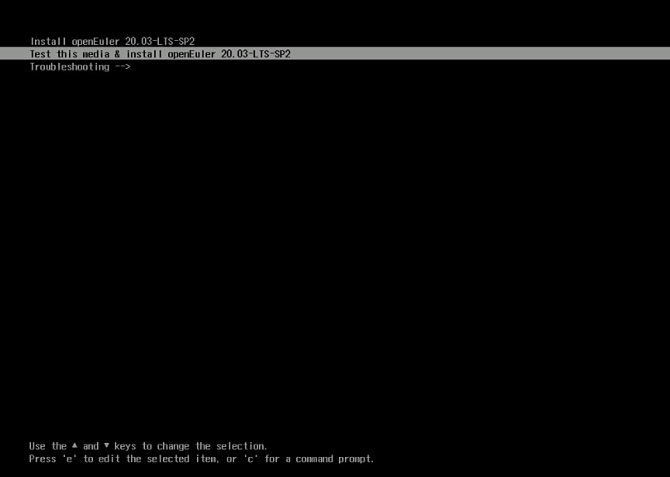 Install openEuler 20.03-LTS-SP2
Test this media & install openEuler 20.03-LTS-SP2
Troubleshooting -->
Use the ▲ and ▼ keys to change the selection.
Press 'e' to edit the selected item, or 'c' for a command prompt.